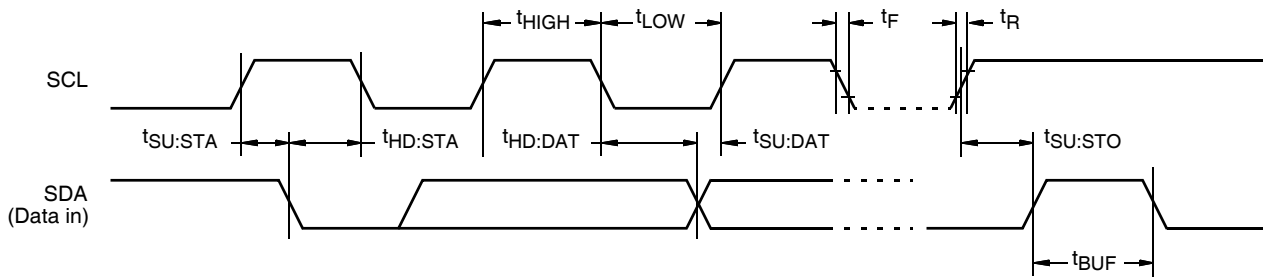 tHIGH tLOW tF tR
SCL
tSU:STA tHD:STA tHD:DAT tSU:DAT tSU:STO
SDA
(Data in)
tBUF